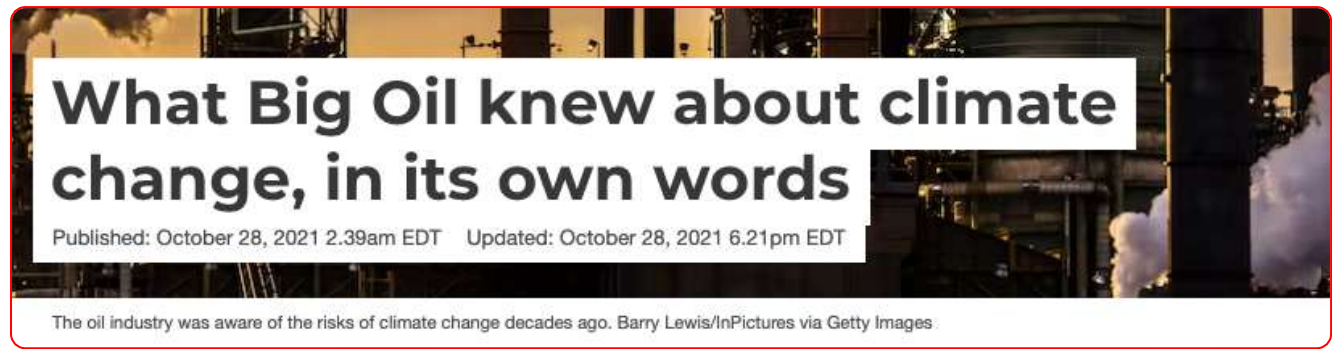 What Big Oil knew about climate
change, in its own words
Published: October 28, 2021 2.39am EDT Updated: October 28, 2021 6.21pm EDT
The oil industry was aware of the risks of climate change decades ago. Barry Lewis/InPictures via Getty Images